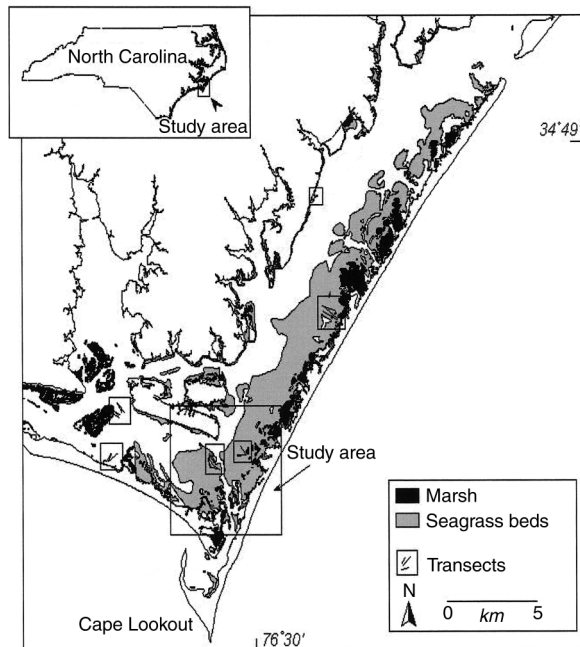 North Carolina
Study area
34°49'
Study area
Marsh
Seagrass beds
Transects
N
0 km 5
Cape Lookout
76°30'